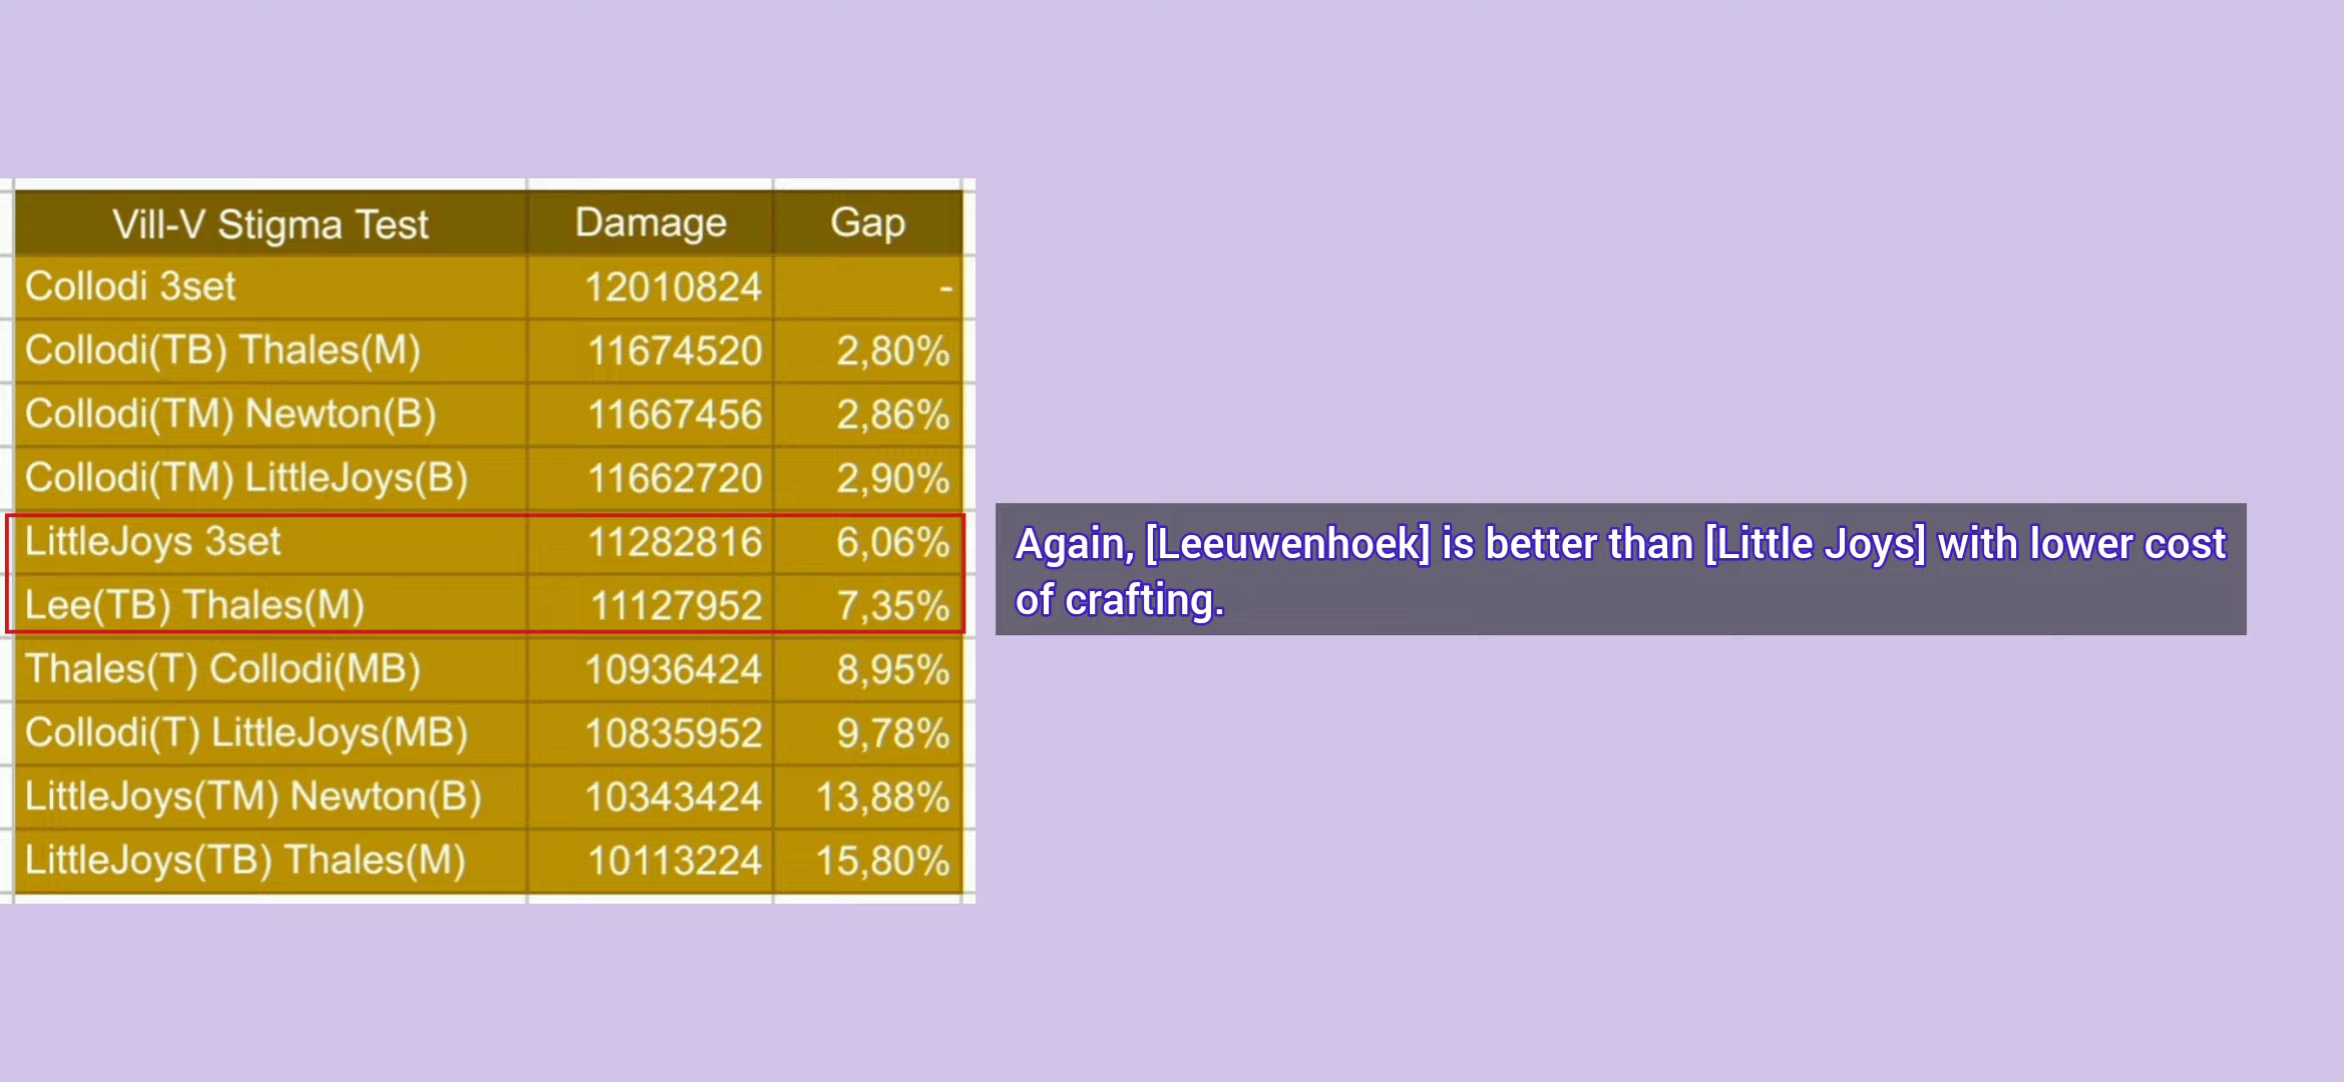 Vill-V Stigma Test Damage Gap
Collodi 3set 12010824 -
Collodi(TB) Thales(M) 11674520 2,80%
Collodi(TM) Newton(B) 11667456 2,86%
Collodi(TM) LittleJoys(B) 11662720 2,90%
LittleJoys 3set 11282816 6,06%
Lee(TB) Thales(M) 11127952 7,35%
Thales(T) Collodi(MB) 10936424 8,95%
Collodi(T) LittleJoys(MB) 10835952 9,78%
LittleJoys(TM) Newton(B) 10343424 13,88%
LittleJoys(TB) Thales(M) 10113224 15,80%
Again, [Leeuwenhoek] is better than [Little Joys] with lower cost
of crafting.